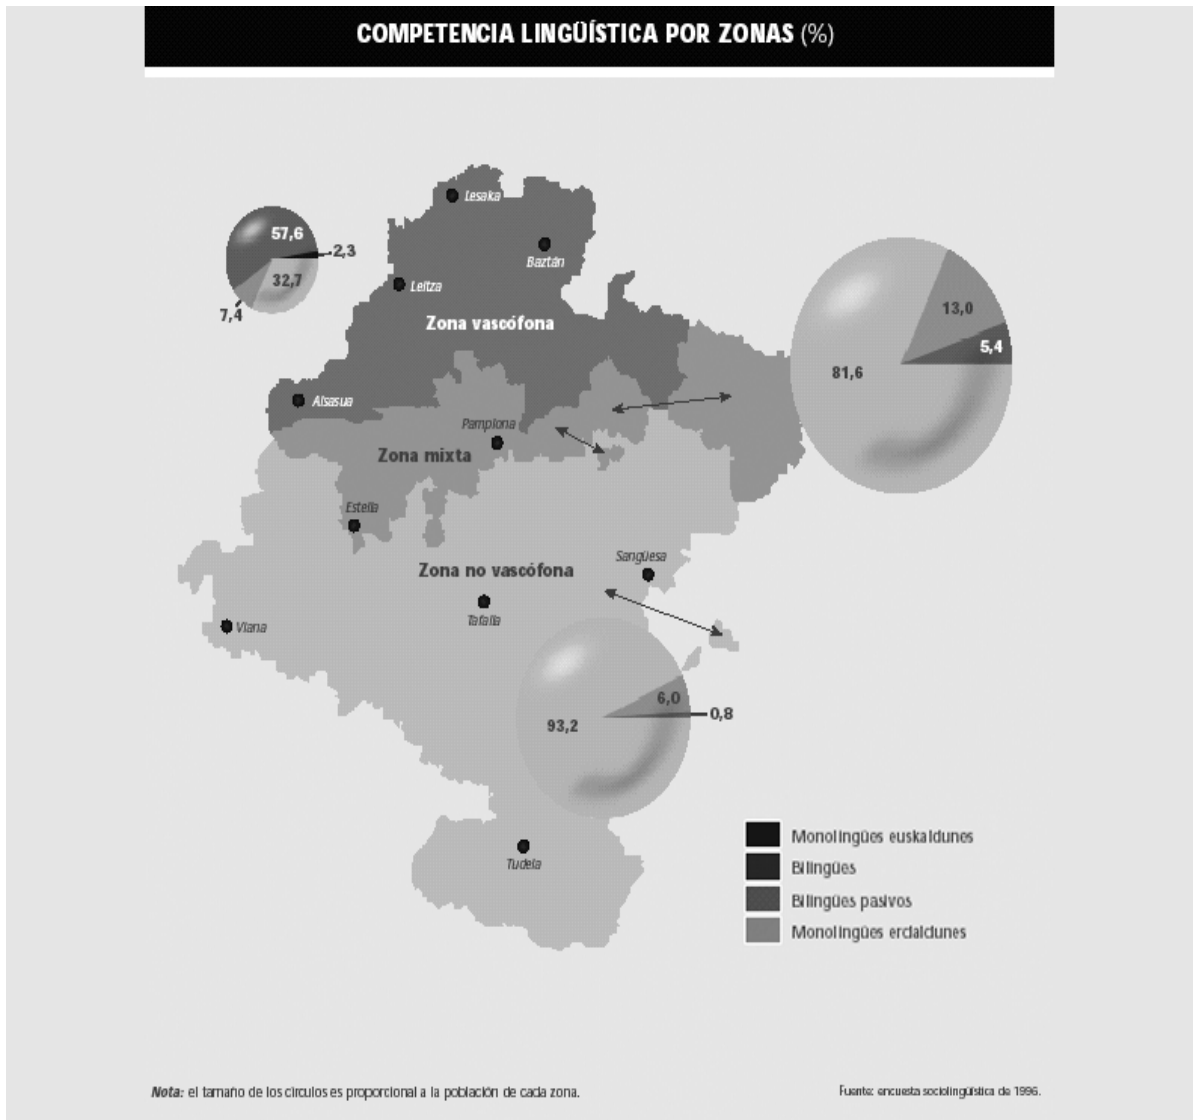 COMPETENCIA LINGÜÍSTICA POR ZONAS (%)
Lesaka
57,6
2,3
Baztán
32,7
Leitza
7,4
Zona vascófona
13,0
5,4
81,6
Alsasua
Pamplona
Zona mixta
Estella
Sangüesa
Zona no vascófona
Tafalla
Viana
6,0
0,8
93,2
Monolingües euskaldunes
Tudela
Bilingües
Bilingües pasivos
Monolingües erdaldunes
Nota: el tamaño de los círculos es proporcional a la población de cada zona.
Fuente: encuesta sociolingüística de 1996.